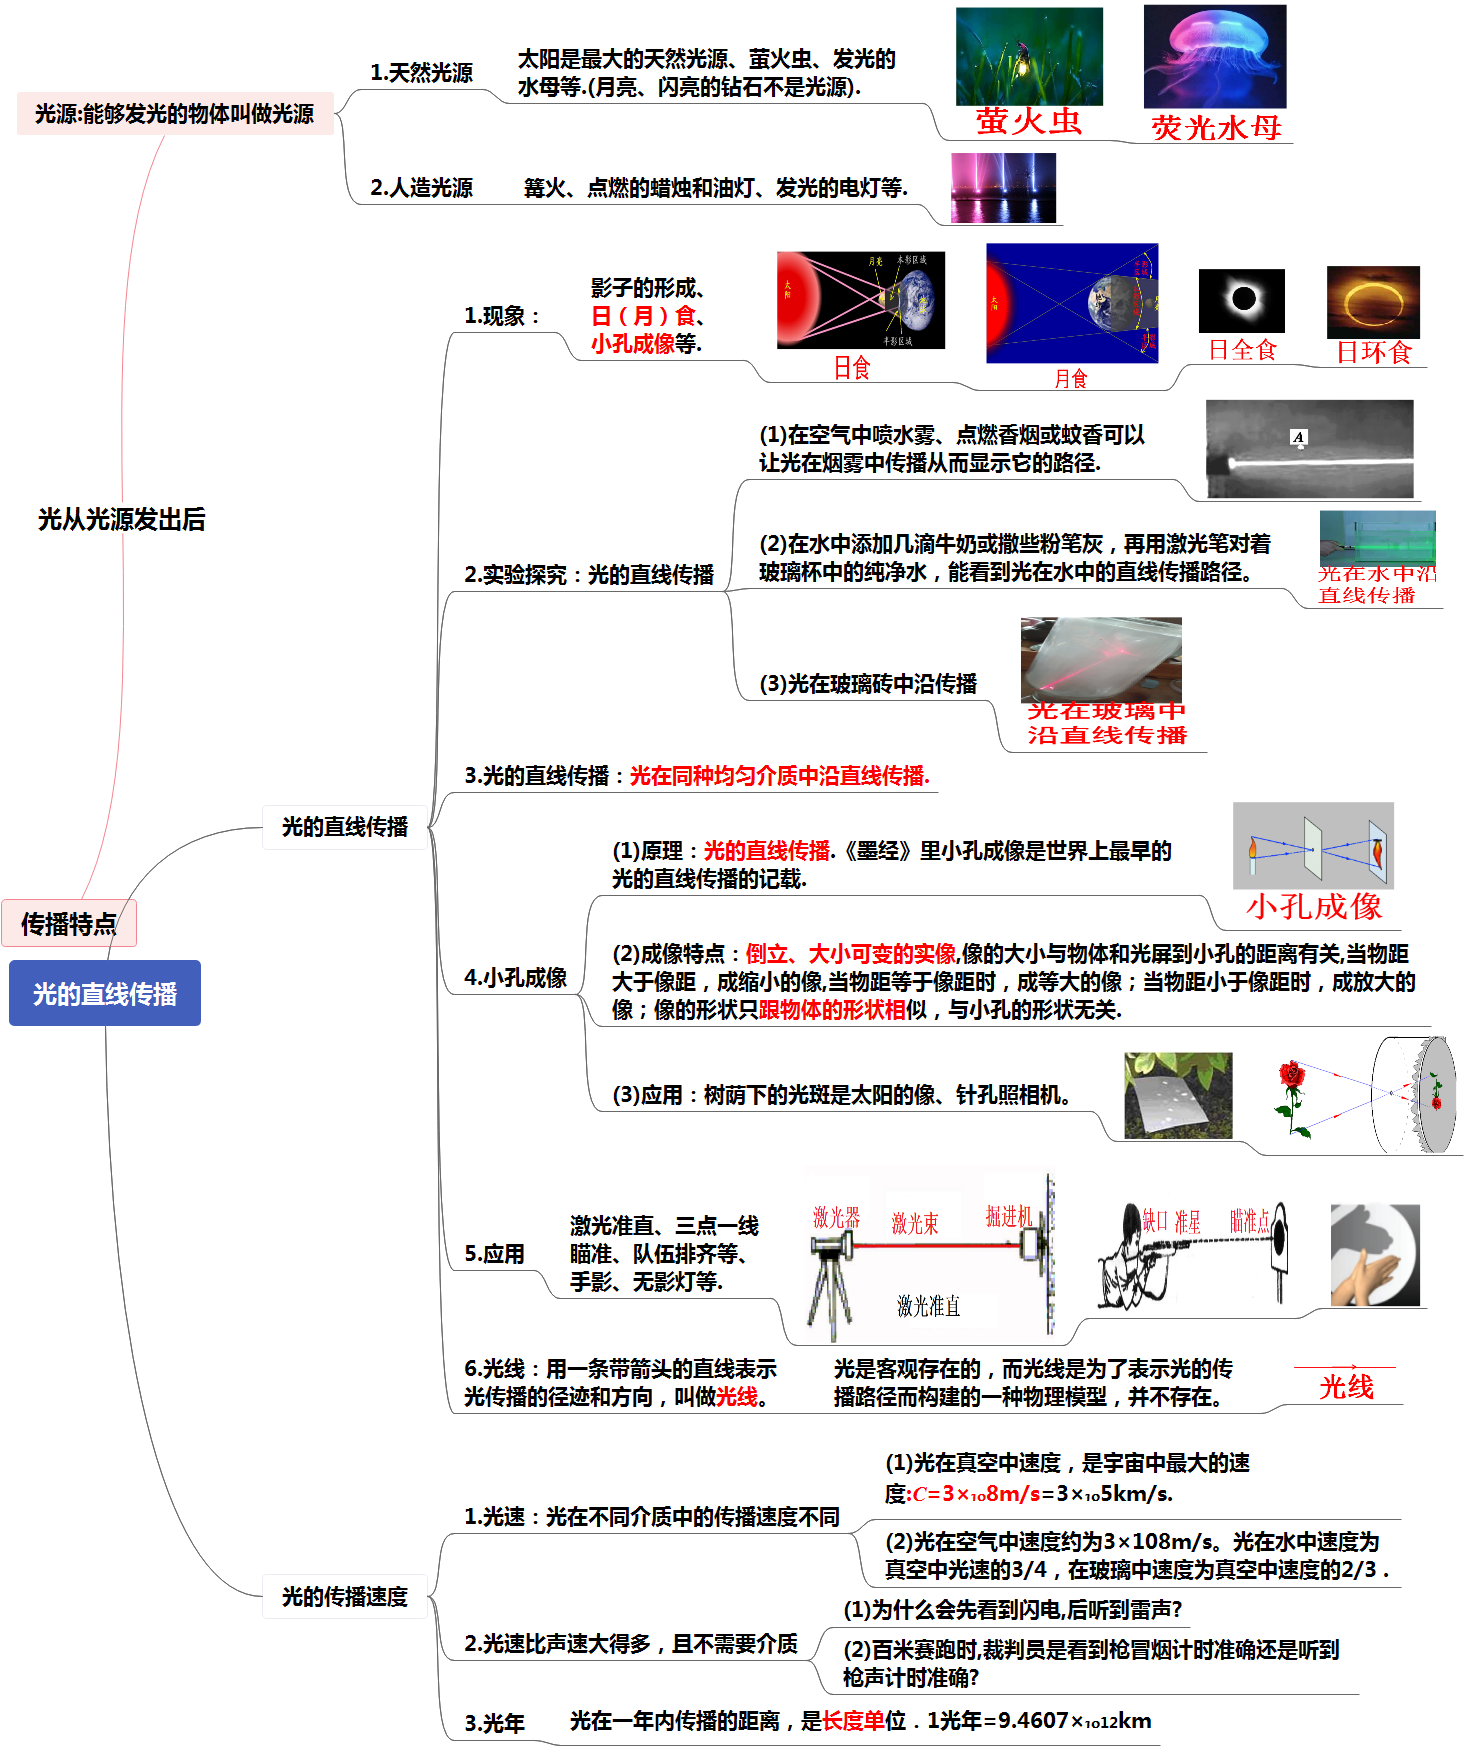 光源:能够发光的物体叫做光源
1.天然光源
太阳是最大的天然光源、萤火虫、发光的
水母等.(月亮、闪亮的钻石不是光源).
萤火虫
荧光水母
2.人造光源
篝火、点燃的蜡烛和油灯、发光的电灯等.
光从光源发出后
传播特点
光的直线传播
光的直线传播
1.现象：
影子的形成、
日（月）食、
小孔成像等.
太阳
月亮
本影区域
半影区域
日食
太阳
月食
日全食
日环食
2.实验探究：光的直线传播
(1)在空气中喷水雾、点燃香烟或蚊香可以
让光在烟雾中传播从而显示它的路径.
A
(2)在水中添加几滴牛奶或撒些粉笔灰，再用激光笔对着
玻璃杯中的纯净水，能看到光在水中的直线传播路径。
光在水中沿
直线传播
(3)光在玻璃砖中沿传播
光在玻璃中
沿直线传播
3.光的直线传播：光在同种均匀介质中沿直线传播.
4.小孔成像
(1)原理：光的直线传播.《墨经》里小孔成像是世界上最早的
光的直线传播的记载.
小孔成像
(2)成像特点：倒立、大小可变的实像,像的大小与物体和光屏到小孔的距离有关,当物距
大于像距，成缩小的像,当物距等于像距时，成等大的像；当物距小于像距时，成放大的
像；像的形状只跟物体的形状相似，与小孔的形状无关.
(3)应用：树荫下的光斑是太阳的像、针孔照相机。
5.应用
激光准直、三点一线
瞄准、队伍排齐等、
手影、无影灯等.
激光器
激光束
掘进机
激光准直
缺口 准星 瞄准点
6.光线：用一条带箭头的直线表示
光传播的径迹和方向，叫做光线。
光是客观存在的，而光线是为了表示光的传
播路径而构建的一种物理模型，并不存在。
光线
光的传播速度
1.光速：光在不同介质中的传播速度不同
(1)光在真空中速度，是宇宙中最大的速
度:C=3×₁₀8m/s=3×₁₀5km/s.
(2)光在空气中速度约为3×108m/s。光在水中速度为
真空中光速的3/4，在玻璃中速度为真空中速度的2/3 .
2.光速比声速大得多，且不需要介质
(1)为什么会先看到闪电,后听到雷声?
(2)百米赛跑时,裁判员是看到枪冒烟计时准确还是听到
枪声计时准确?
3.光年
光在一年内传播的距离，是长度单位．1光年=9.4607×₁₀12km